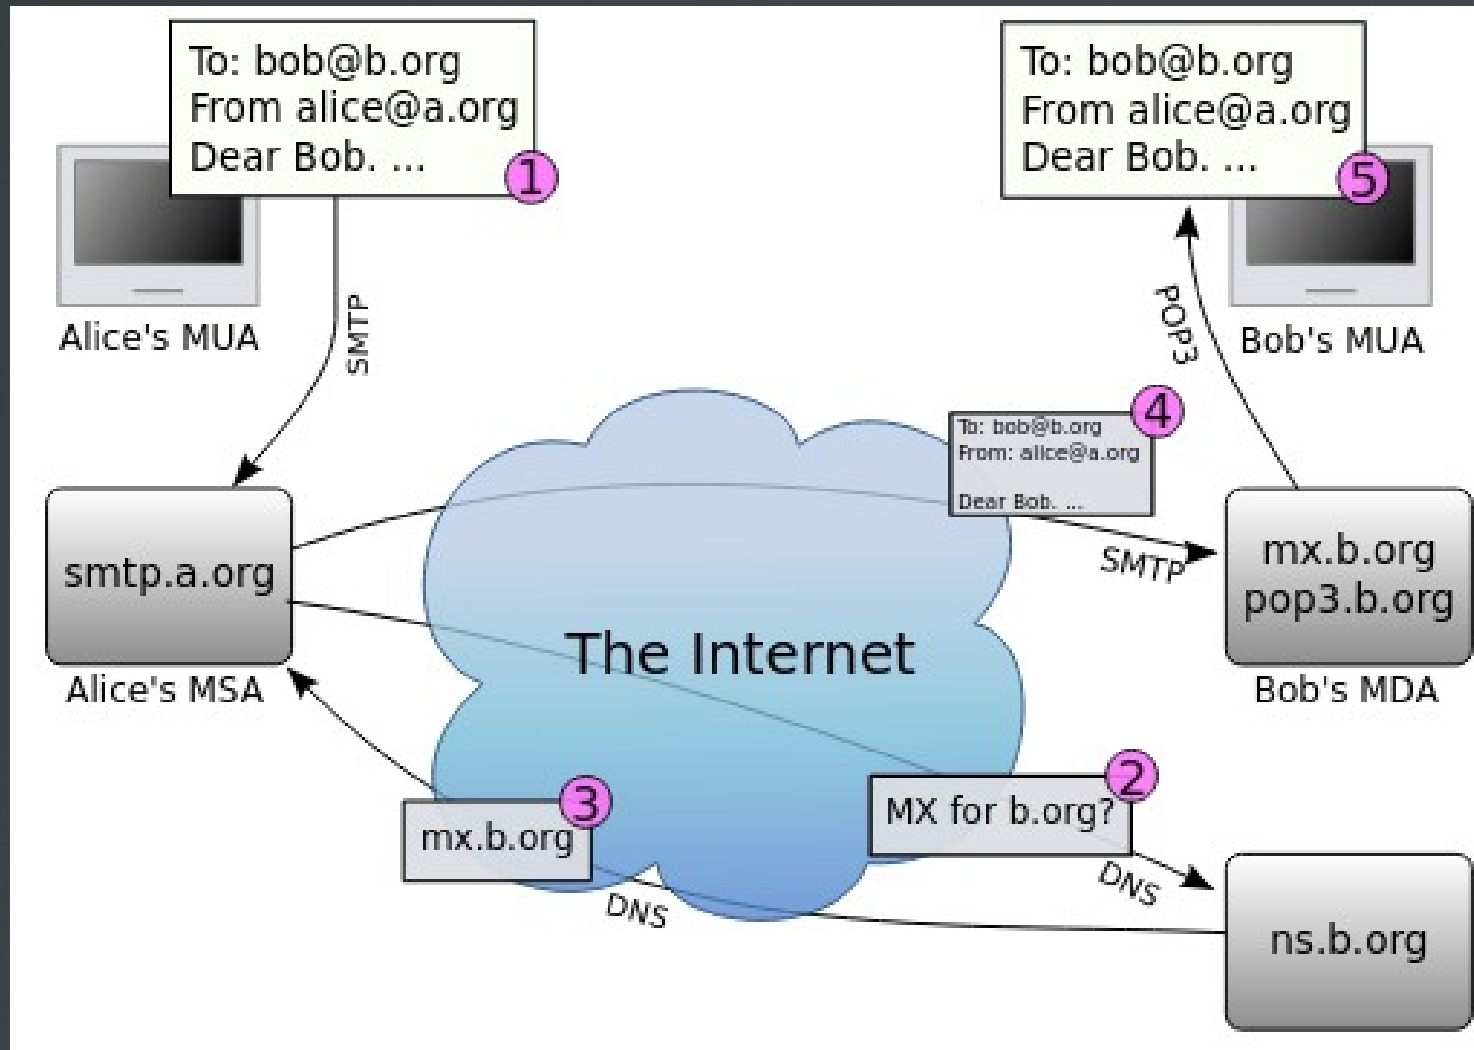 To: bob@b.org
From alice@a.org
Dear Bob. ...
1
Alice's MUA
SMTP
To: bob@b.org
From alice@a.org
Dear Bob. ...
5
Bob's MUA
POP3
4
To: bob@b.org
From: alice@a.org
Dear Bob. ...
SMTP
smtp.a.org
Alice's MSA
The Internet
mx.b.org
pop3.b.org
Bob's MDA
3
mx.b.org
DNS
2
MX for b.org?
DNS
ns.b.org